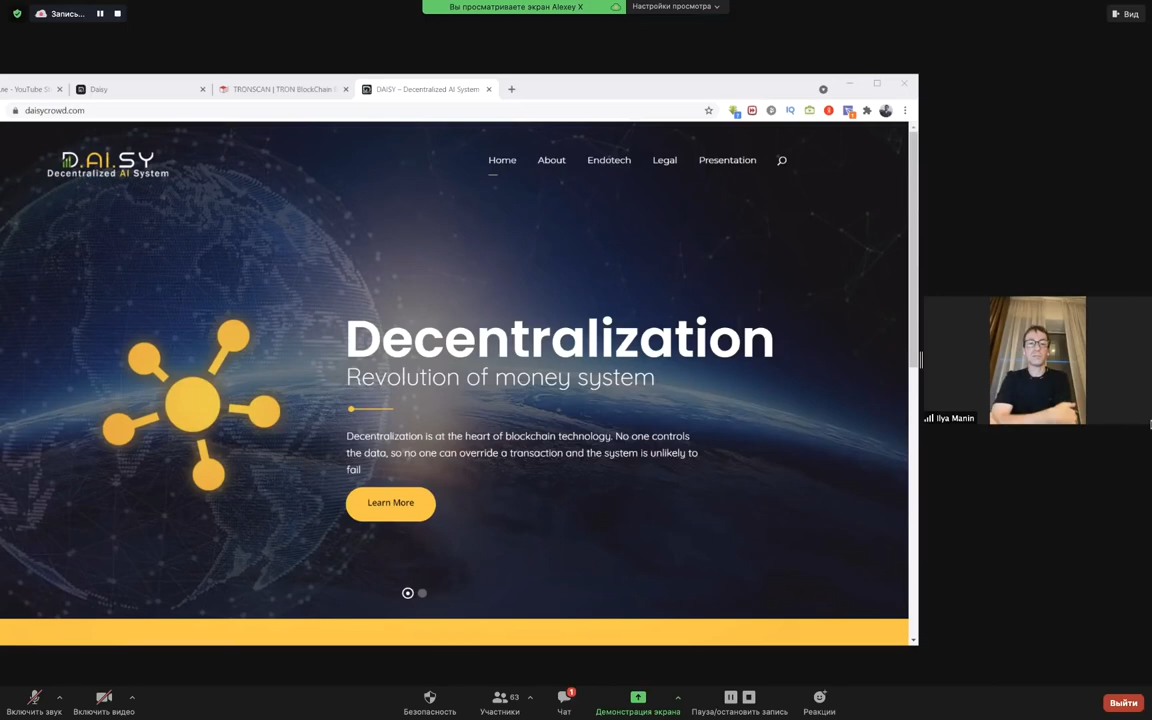 Запись...
Вы просматриваете экран Alexey X
Настройки просмотра
Вид
ле - YouTube St
Daisy
TRONSCAN | TRON BlockChain
DAISY – Decentralized AI System
daisycrowd.com
D.AI.SY
Decentralized AI System
Home
About
Endotech
Legal
Presentation
Decentralization
Revolution of money system
Decentralization is at the heart of blockchain technology. No one controls
the data, so no one can override a transaction and the system is unlikely to
fail
Learn More
Ilya Manin
Включить звук
Включить видео
Безопасность
63
Участники
1
Чат
Демонстрация экрана
Пауза/остановить запись
Реакции
Выйти